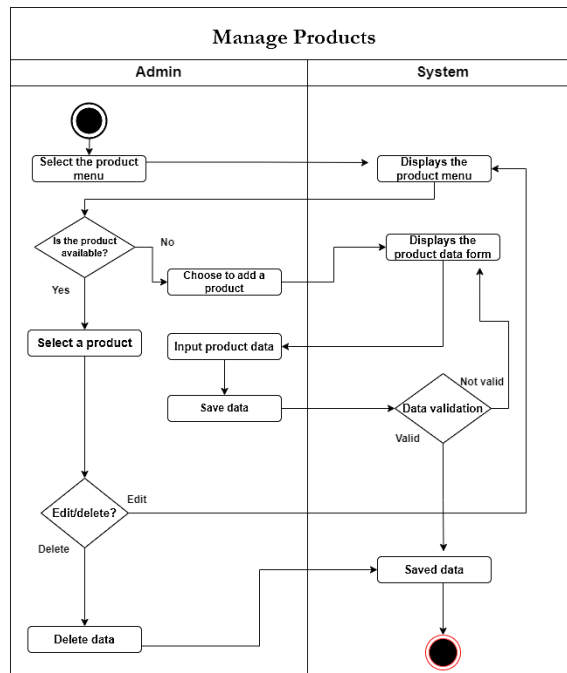 Manage Products
Admin
System
Select the product
menu
Displays the
product menu
Is the product
available?
No
Displays the
product data form
Choose to add a
product
Yes
Select a product
Input product data
Not valid
Save data
Data validation
Valid
Edit
Edit/delete?
Delete
Saved data
Delete data